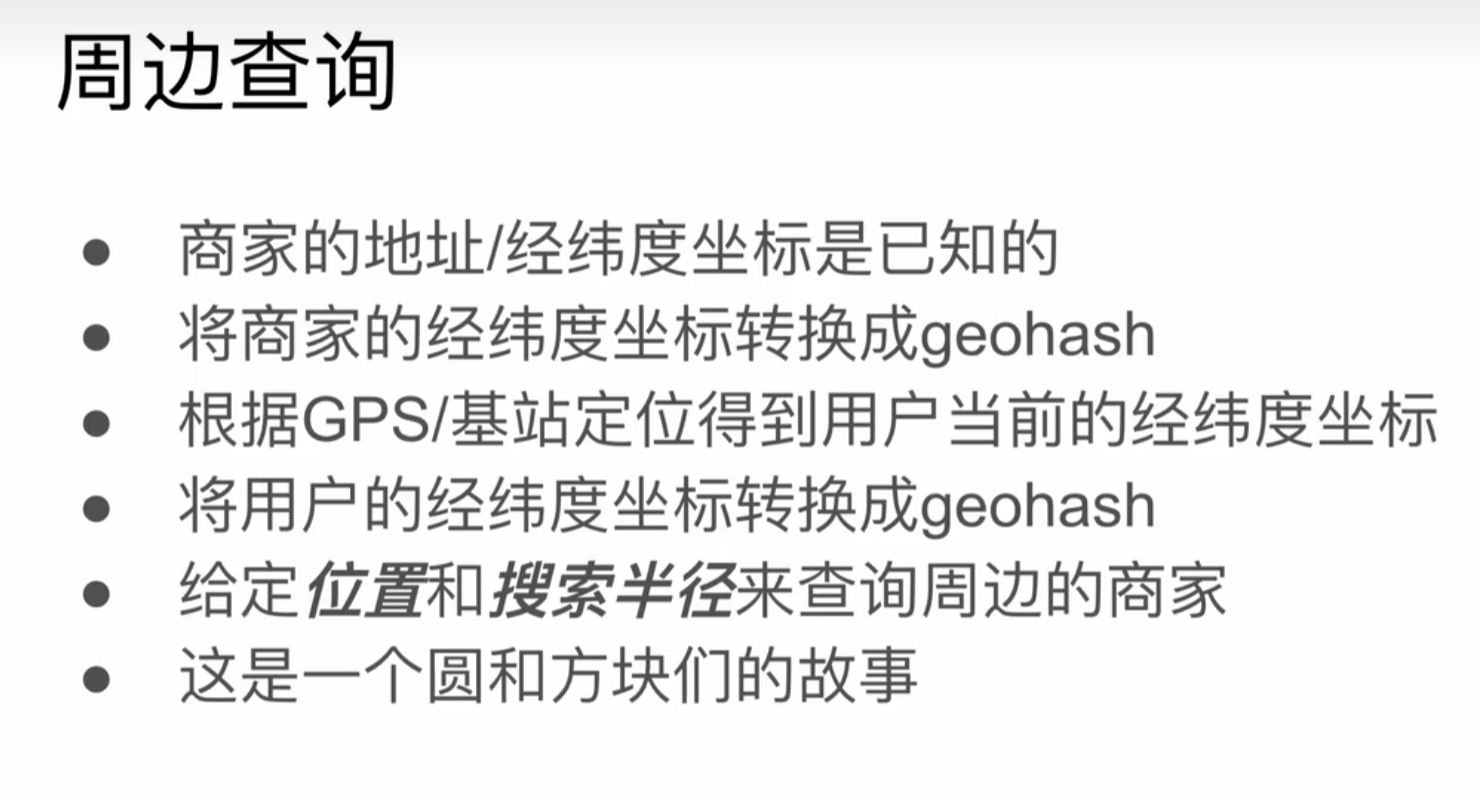 周边查询
● 商家的地址/经纬度坐标是已知的
● 将商家的经纬度坐标转换成geohash
● 根据GPS/基站定位得到用户当前的经纬度坐标
● 将用户的经纬度坐标转换成geohash
● 给定位置和搜索半径来查询周边的商家
● 这是一个圆和方块们的故事